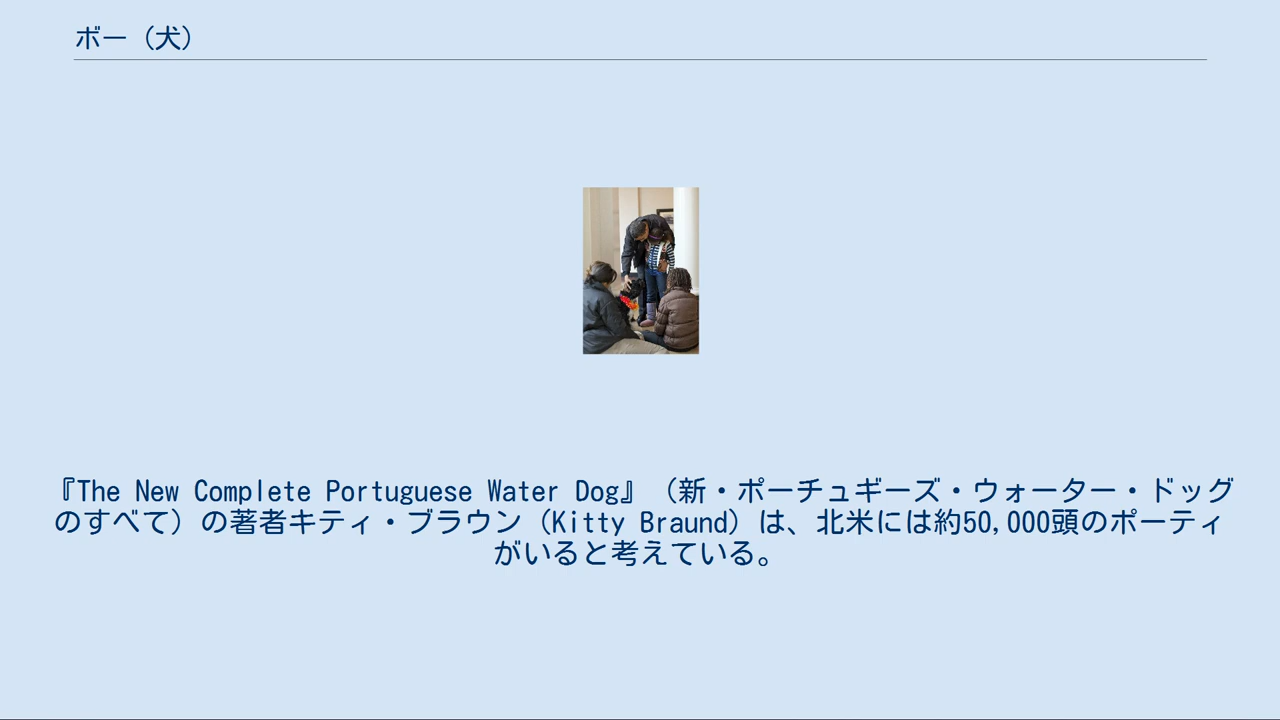 ボー（犬）
『The New Complete Portuguese Water Dog』（新・ポーチュギーズ・ウォーター・ドッグ
のすべて）の著者キティ・ブラウン（Kitty Braund）は、北米には約50,000頭のポーティ
がいると考えている。